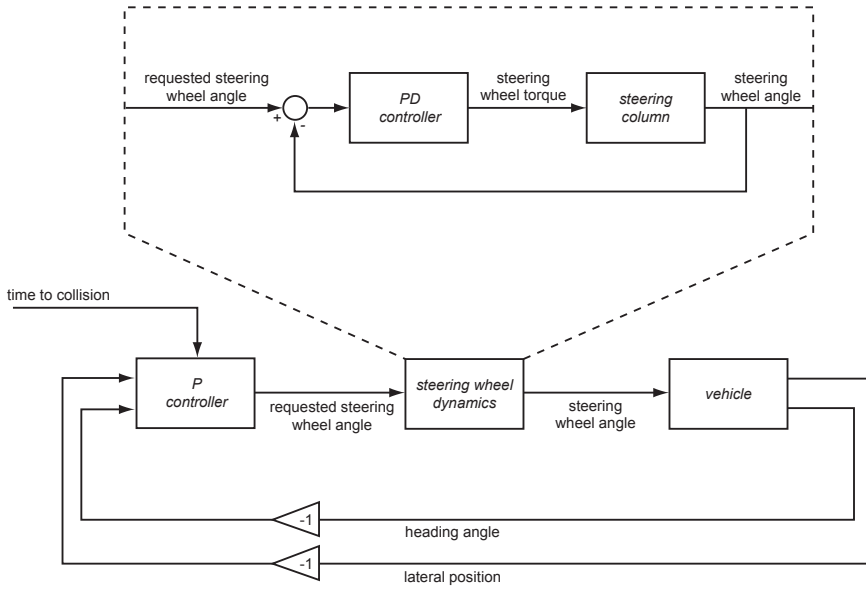 requested steering
wheel angle
+
-
PD
controller
steering
wheel torque
steering
column
steering
wheel angle
time to collision
P
controller
requested steering
wheel angle
steering wheel
dynamics
steering
wheel angle
vehicle
-1
heading angle
-1
lateral position